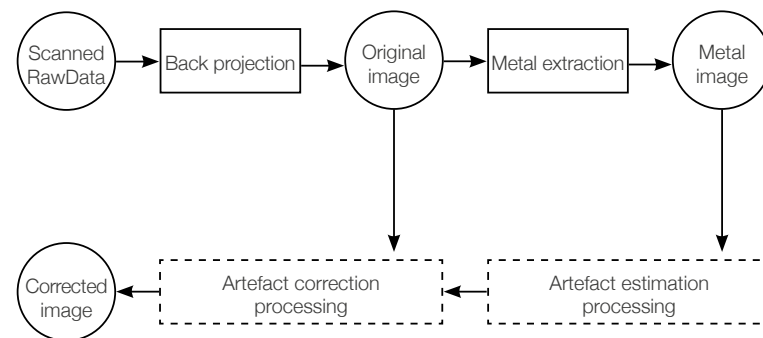 Scanned
RawData
Back projection
Original
image
Metal extraction
Metal
image
Corrected
image
Artefact correction
processing
Artefact estimation
processing